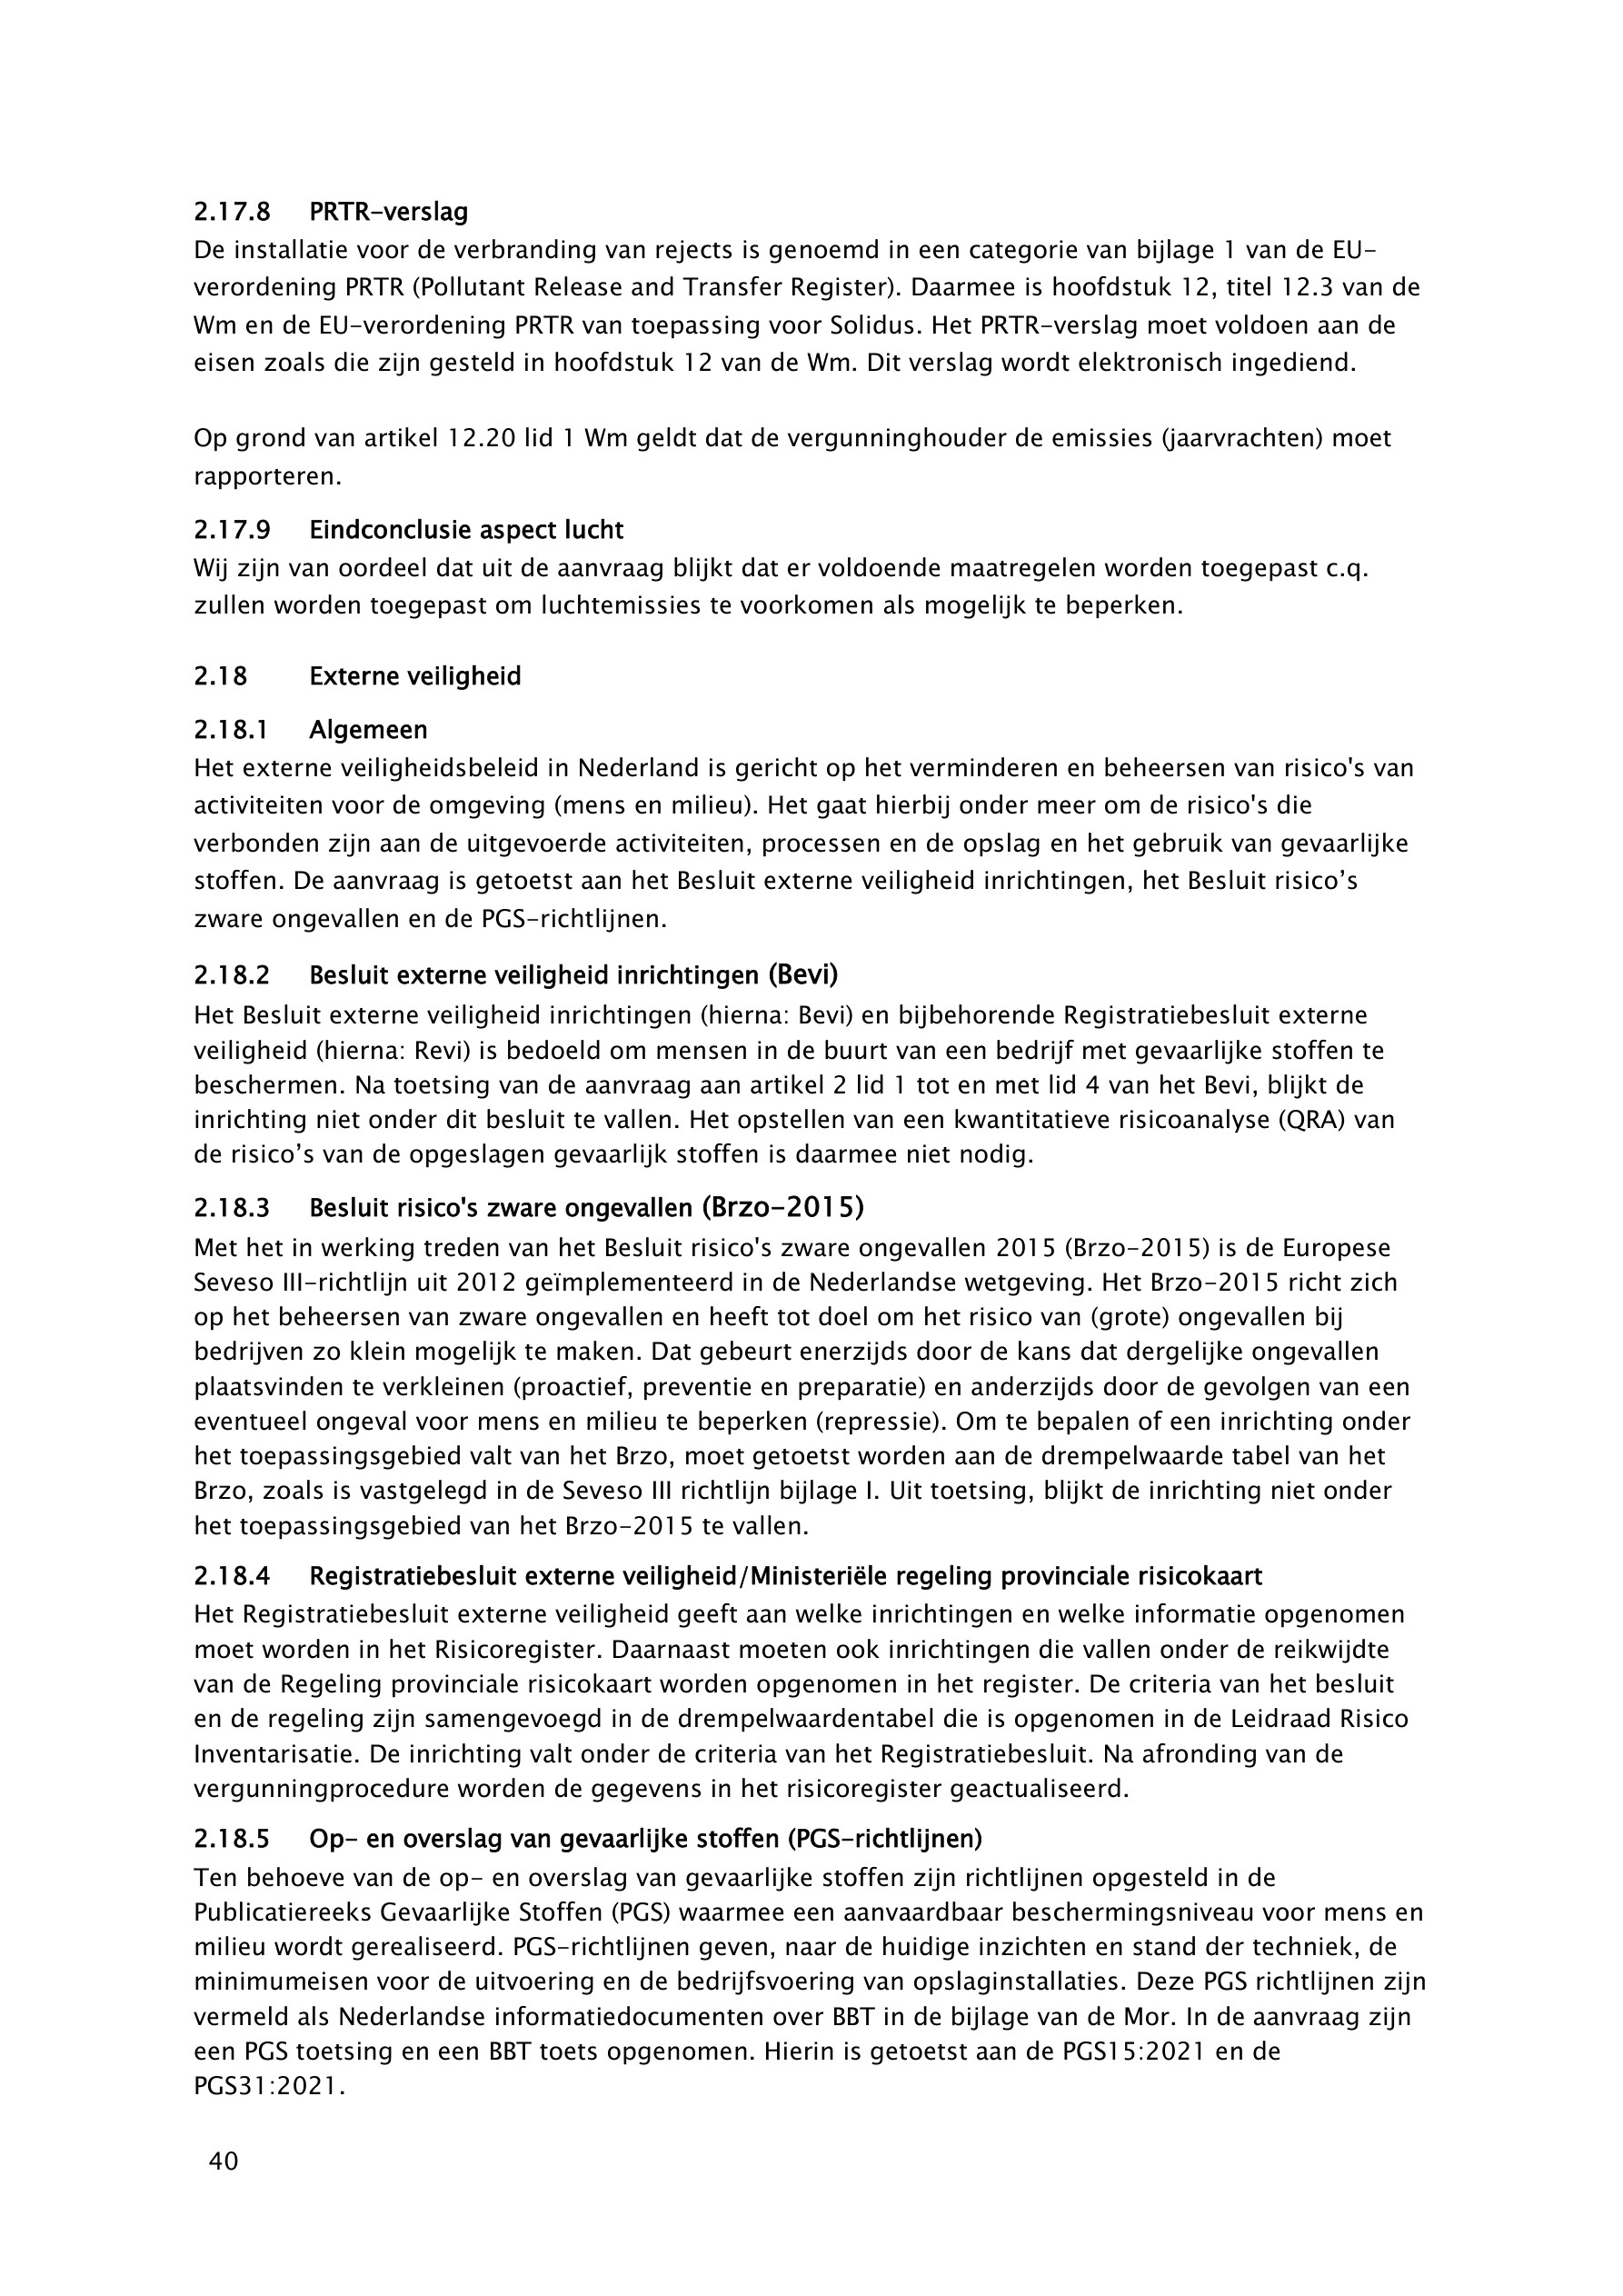 2.17.8 PRTR-verslag
De installatie voor de verbranding van rejects is genoemd in een categorie van bijlage 1 van de EU-
verordening PRTR (Pollutant Release and Transfer Register). Daarmee is hoofdstuk 12, titel 12.3 van de
Wm en de EU-verordening PRTR van toepassing voor Solidus. Het PRTR-verslag moet voldoen aan de
eisen zoals die zijn gesteld in hoofdstuk 12 van de Wm. Dit verslag wordt elektronisch ingediend.
Op grond van artikel 12.20 lid 1 Wm geldt dat de vergunninghouder de emissies (jaarvrachten) moet
rapporteren.
2.17.9 Eindconclusie aspect lucht
Wij zijn van oordeel dat uit de aanvraag blijkt dat er voldoende maatregelen worden toegepast c.q.
zullen worden toegepast om luchtemissies te voorkomen als mogelijk te beperken.
2.18 Externe veiligheid
2.18.1 Algemeen
Het externe veiligheidsbeleid in Nederland is gericht op het verminderen en beheersen van risico's van
activiteiten voor de omgeving (mens en milieu). Het gaat hierbij onder meer om de risico's die
verbonden zijn aan de uitgevoerde activiteiten, processen en de opslag en het gebruik van gevaarlijke
stoffen. De aanvraag is getoetst aan het Besluit externe veiligheid inrichtingen, het Besluit risico’s
zware ongevallen en de PGS-richtlijnen.
2.18.2 Besluit externe veiligheid inrichtingen (Bevi)
Het Besluit externe veiligheid inrichtingen (hierna: Bevi) en bijbehorende Registratiebesluit externe
veiligheid (hierna: Revi) is bedoeld om mensen in de buurt van een bedrijf met gevaarlijke stoffen te
beschermen. Na toetsing van de aanvraag aan artikel 2 lid 1 tot en met lid 4 van het Bevi, blijkt de
inrichting niet onder dit besluit te vallen. Het opstellen van een kwantitatieve risicoanalyse (QRA) van
de risico’s van de opgeslagen gevaarlijk stoffen is daarmee niet nodig.
2.18.3 Besluit risico's zware ongevallen (Brzo-2015)
Met het in werking treden van het Besluit risico's zware ongevallen 2015 (Brzo-2015) is de Europese
Seveso III-richtlijn uit 2012 geïmplementeerd in de Nederlandse wetgeving. Het Brzo-2015 richt zich
op het beheersen van zware ongevallen en heeft tot doel om het risico van (grote) ongevallen bij
bedrijven zo klein mogelijk te maken. Dat gebeurt enerzijds door de kans dat dergelijke ongevallen
plaatsvinden te verkleinen (proactief, preventie en preparatie) en anderzijds door de gevolgen van een
eventueel ongeval voor mens en milieu te beperken (repressie). Om te bepalen of een inrichting onder
het toepassingsgebied valt van het Brzo, moet getoetst worden aan de drempelwaarde tabel van het
Brzo, zoals is vastgelegd in de Seveso III richtlijn bijlage I. Uit toetsing, blijkt de inrichting niet onder
het toepassingsgebied van het Brzo-2015 te vallen.
2.18.4 Registratiebesluit externe veiligheid/Ministeriële regeling provinciale risicokaart
Het Registratiebesluit externe veiligheid geeft aan welke inrichtingen en welke informatie opgenomen
moet worden in het Risicoregister. Daarnaast moeten ook inrichtingen die vallen onder de reikwijdte
van de Regeling provinciale risicokaart worden opgenomen in het register. De criteria van het besluit
en de regeling zijn samengevoegd in de drempelwaardentabel die is opgenomen in de Leidraad Risico
Inventarisatie. De inrichting valt onder de criteria van het Registratiebesluit. Na afronding van de
vergunningprocedure worden de gegevens in het risicoregister geactualiseerd.
2.18.5 Op- en overslag van gevaarlijke stoffen (PGS-richtlijnen)
Ten behoeve van de op- en overslag van gevaarlijke stoffen zijn richtlijnen opgesteld in de
Publicatiereeks Gevaarlijke Stoffen (PGS) waarmee een aanvaardbaar beschermingsniveau voor mens en
milieu wordt gerealiseerd. PGS-richtlijnen geven, naar de huidige inzichten en stand der techniek, de
minimumeisen voor de uitvoering en de bedrijfsvoering van opslaginstallaties. Deze PGS richtlijnen zijn
vermeld als Nederlandse informatiedocumenten over BBT in de bijlage van de Mor. In de aanvraag zijn
een PGS toetsing en een BBT toets opgenomen. Hierin is getoetst aan de PGS15:2021 en de
PGS31:2021.
40